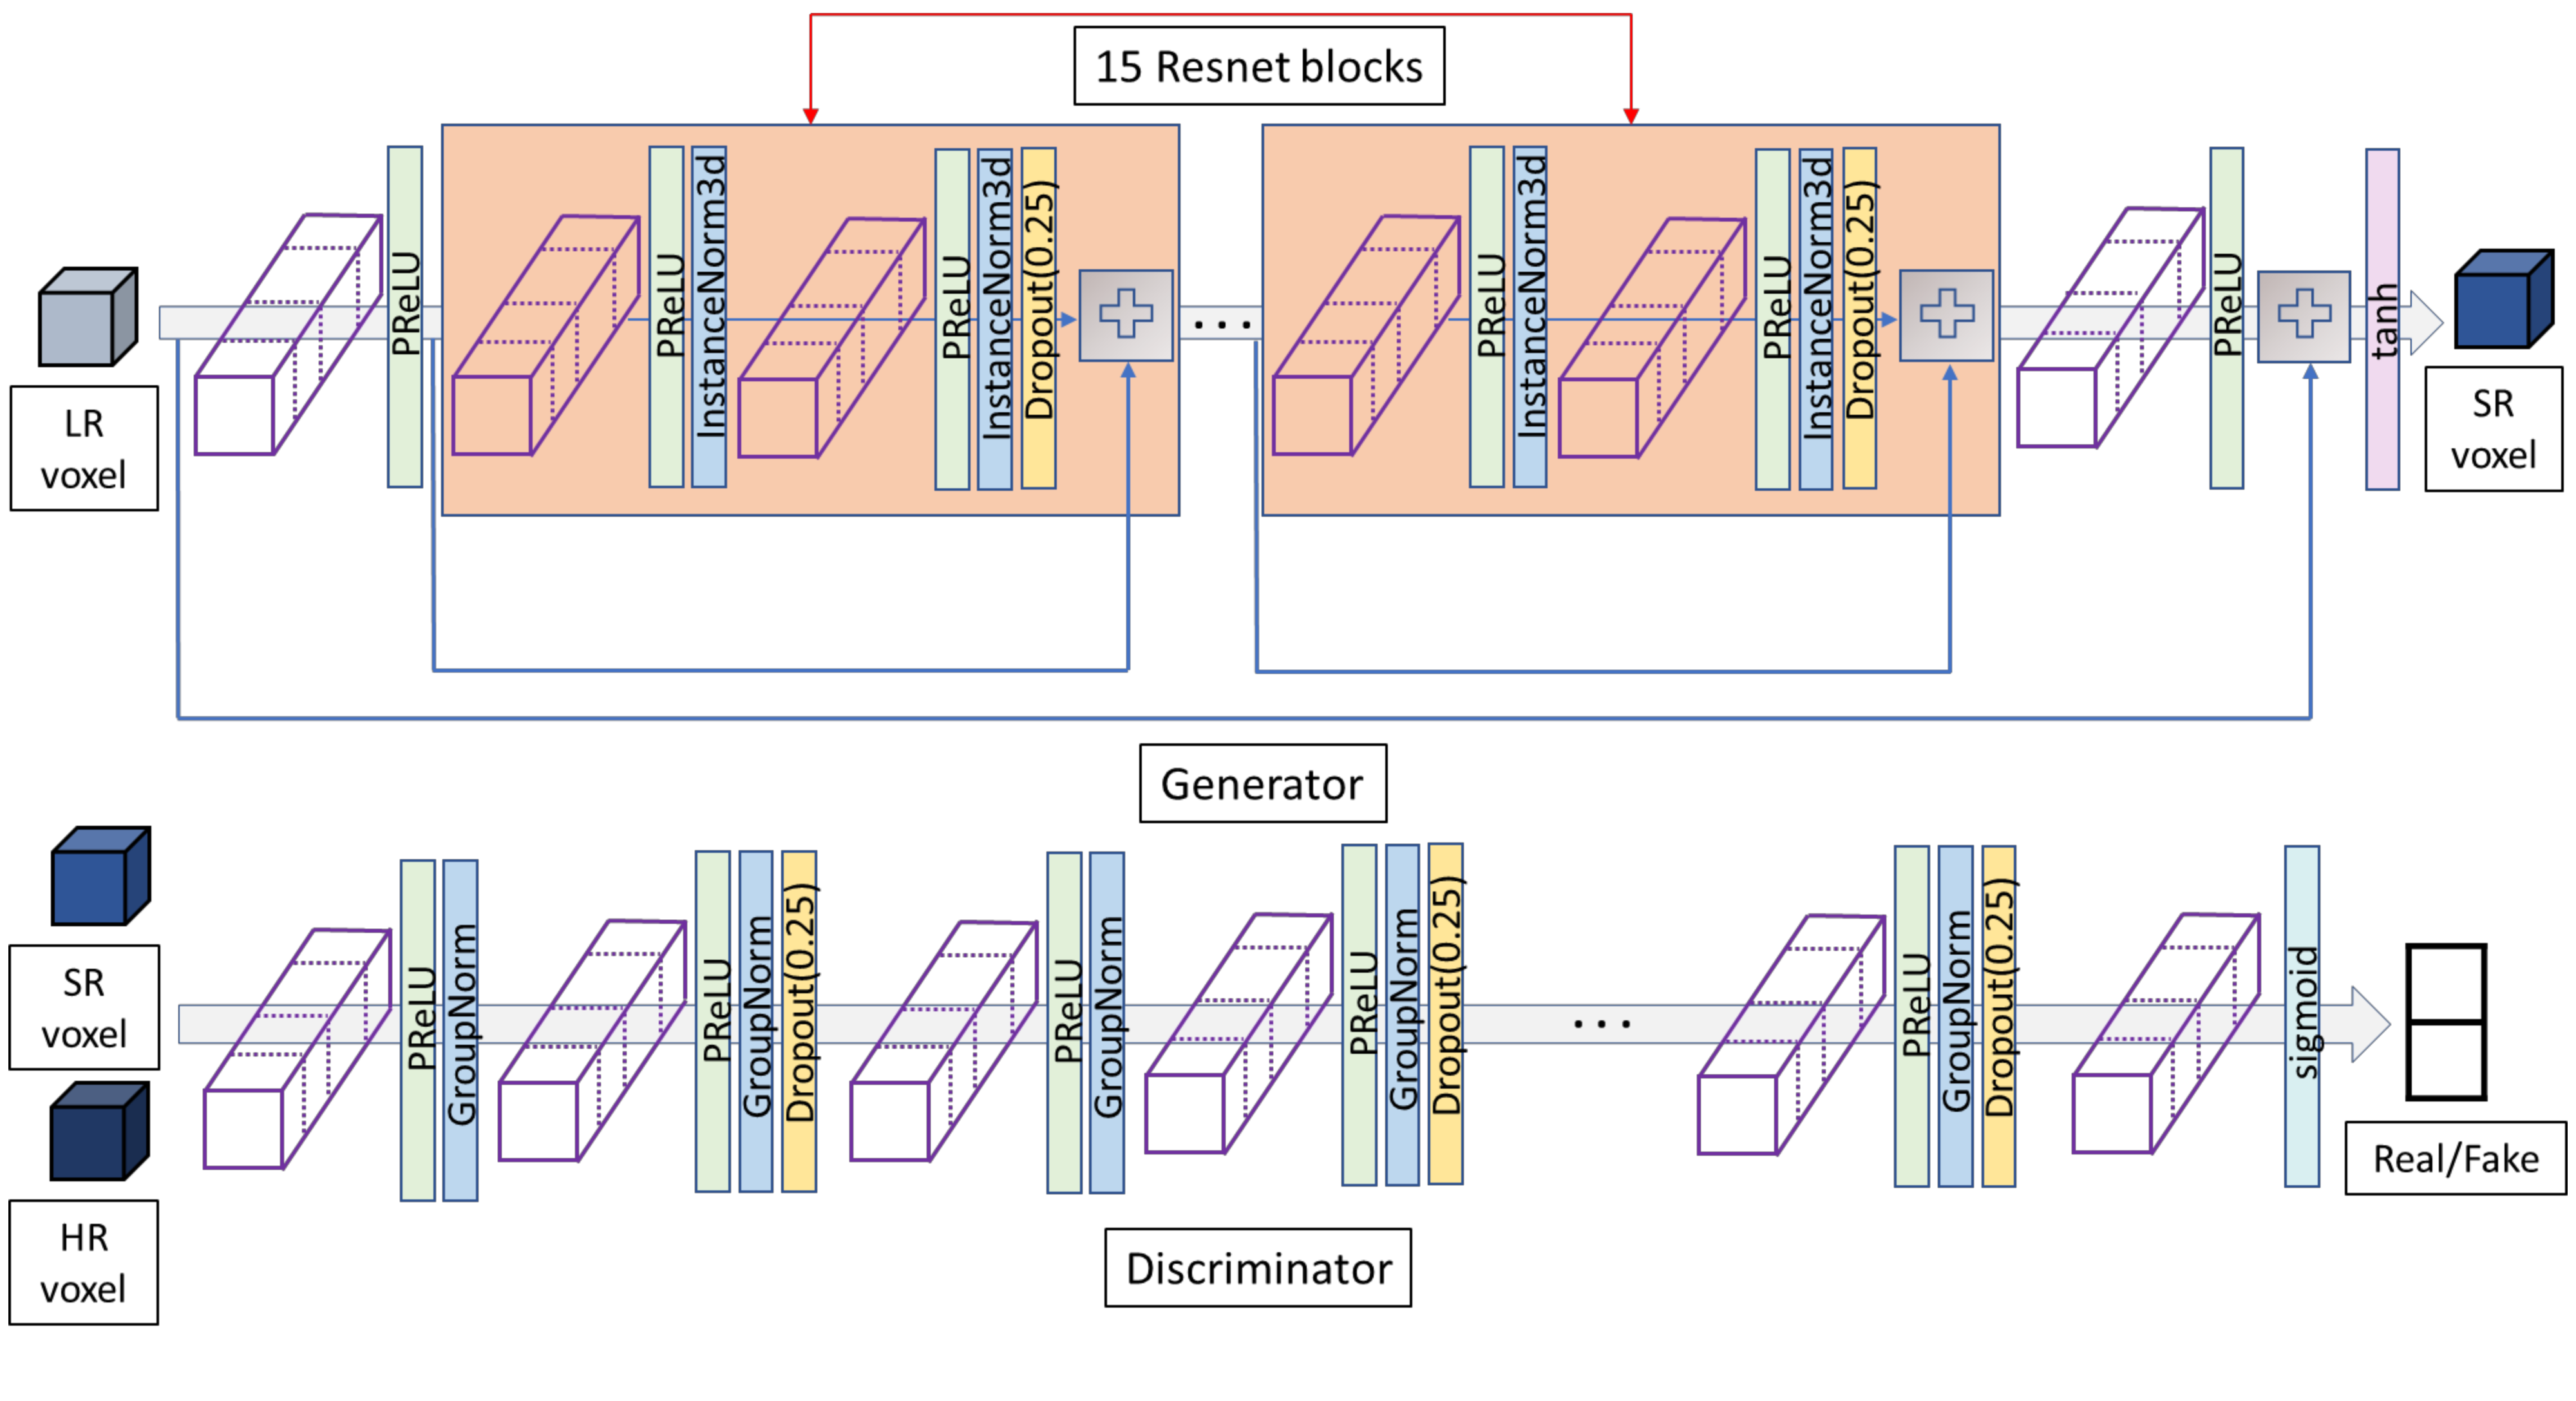 15 Resnet blocks
LR
voxel
PReLU
PReLU
InstanceNorm3d
PReLU
InstanceNorm3d
Dropout(0.25)
...
PReLU
InstanceNorm3d
PReLU
InstanceNorm3d
Dropout(0.25)
PReLU
tanh
SR
voxel
Generator
SR
voxel
HR
voxel
PReLU
GroupNorm
PReLU
GroupNorm
Dropout(0.25)
PReLU
GroupNorm
PReLU
GroupNorm
Dropout(0.25)
...
PReLU
GroupNorm
Dropout(0.25)
sigmoid
Real/Fake
Discriminator